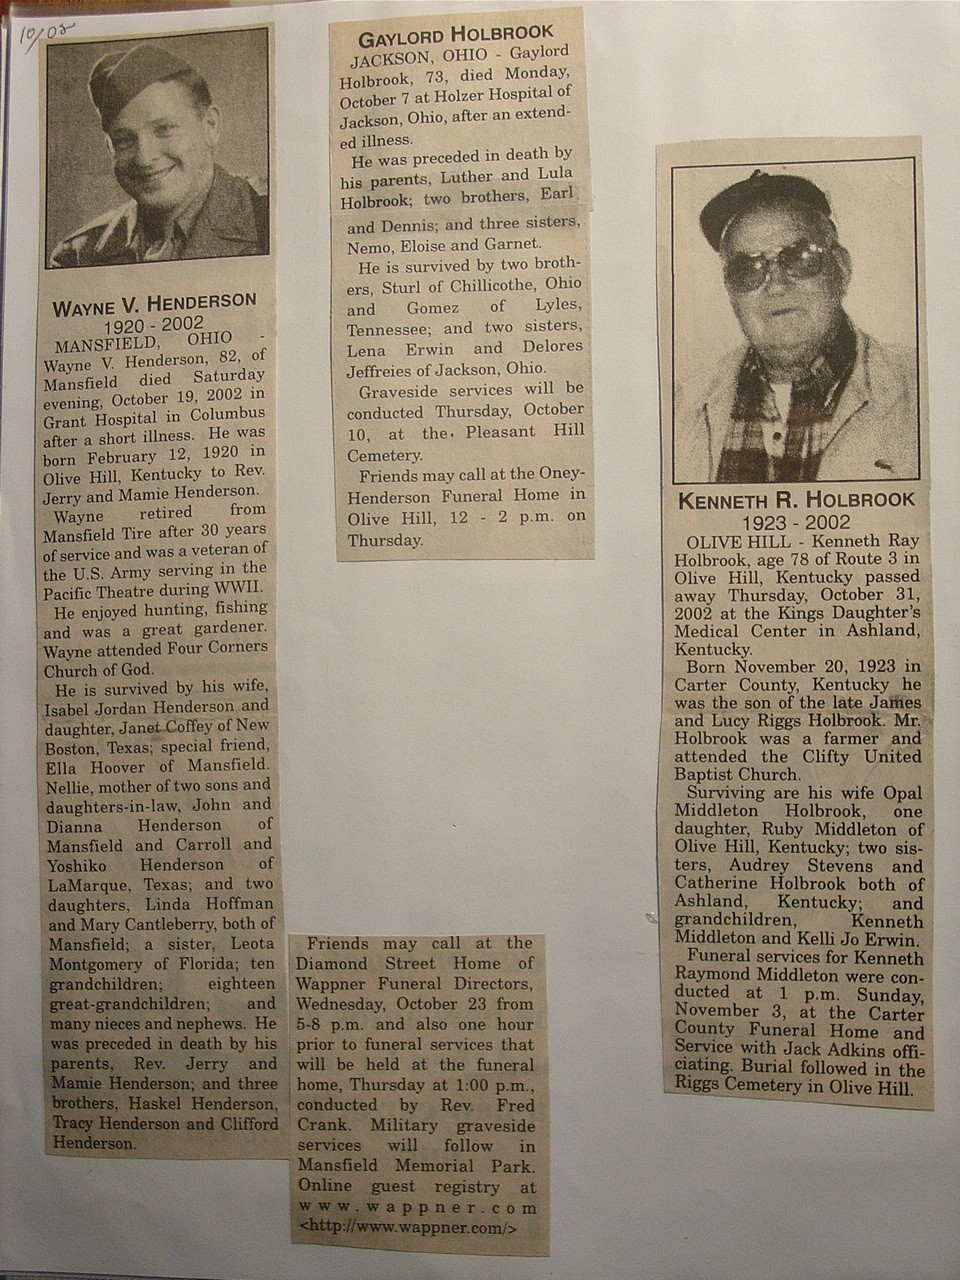 10/02
WAYNE V. HENDERSON
1920 - 2002
MANSFIELD, OHIO -
Wayne V. Henderson, 82, of
Mansfield died Saturday
evening, October 19, 2002 in
Grant Hospital in Columbus
after a short illness. He was
born February 12, 1920 in
Olive Hill, Kentucky to Rev.
Jerry and Mamie Henderson.
Wayne retired from
Mansfield Tire after 30 years
of service and was a veteran of
the U.S. Army serving in the
Pacific Theatre during WWII.
He enjoyed hunting, fishing
and was a great gardener.
Wayne attended Four Corners
Church of God.
He is survived by his wife,
Isabel Jordan Henderson and
daughter, Janet Coffey of New
Boston, Texas; special friend,
Ella Hoover of Mansfield.
Nellie, mother of two sons and
daughters-in-law, John and
Dianna Henderson of
Mansfield and Carroll and
Yoshiko Henderson of
LaMarque, Texas; and two
daughters, Linda Hoffman
and Mary Cantleberry, both of
Mansfield; a sister, Leota
Montgomery of Florida; ten
grandchildren; eighteen
great-grandchildren; and
many nieces and nephews. He
was preceded in death by his
parents, Rev. Jerry and
Mamie Henderson; and three
brothers, Haskel Henderson,
Tracy Henderson and Clifford
Henderson.
Friends may call at the
Diamond Street Home of
Wappner Funeral Directors,
Wednesday, October 23 from
5-8 p.m. and also one hour
prior to funeral services that
will be held at the funeral
home, Thursday at 1:00 p.m.,
conducted by Rev. Fred
Crank. Military graveside
services will follow in
Mansfield Memorial Park.
Online guest registry at
www.wappner.com
<http://www.wappner.com/>
GAYLORD HOLBROOK
JACKSON, OHIO - Gaylord
Holbrook, 73, died Monday,
October 7 at Holzer Hospital of
Jackson, Ohio, after an extend-
ed illness.
He was preceded in death by
his parents, Luther and Lula
Holbrook; two brothers, Earl
and Dennis; and three sisters,
Nemo, Eloise and Garnet.
He is survived by two broth-
ers, Sturl of Chillicothe, Ohio
and Gomez of Lyles,
Tennessee; and two sisters,
Lena Erwin and Delores
Jeffreies of Jackson, Ohio.
Graveside services will be
conducted Thursday, October
10, at the Pleasant Hill
Cemetery.
Friends may call at the Oney-
Henderson Funeral Home in
Olive Hill, 12 - 2 p.m. on
Thursday.
KENNETH R. HOLBROOK
1923 - 2002
OLIVE HILL - Kenneth Ray
Holbrook, age 78 of Route 3 in
Olive Hill, Kentucky passed
away Thursday, October 31,
2002 at the Kings Daughter's
Medical Center in Ashland,
Kentucky.
Born November 20, 1923 in
Carter County, Kentucky he
was the son of the late James
and Lucy Riggs Holbrook. Mr.
Holbrook was a farmer and
attended the Clifty United
Baptist Church.
Surviving are his wife Opal
Middleton Holbrook, one
daughter, Ruby Middleton of
Olive Hill, Kentucky; two sis-
ters, Audrey Stevens and
Catherine Holbrook both of
Ashland, Kentucky; and
grandchildren, Kenneth
Middleton and Kelli Jo Erwin.
Funeral services for Kenneth
Raymond Middleton were con-
ducted at 1 p.m. Sunday,
November 3, at the Carter
County Funeral Home and
Service with Jack Adkins offi-
ciating. Burial followed in the
Riggs Cemetery in Olive Hill.